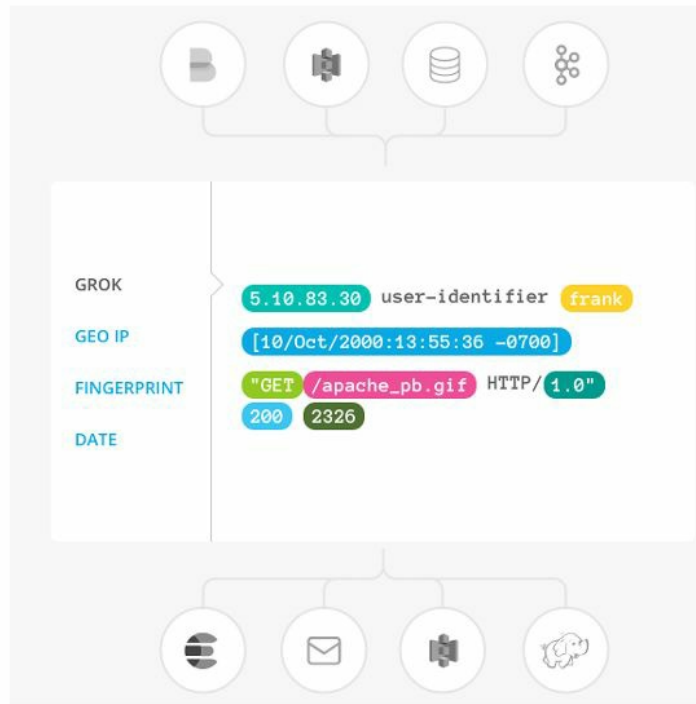 GROK
GEO IP
FINGERPRINT
DATE
5.10.83.30 user-identifier frank
[10/Oct/2000:13:55:36 -0700]
"GET /apache_pb.gif HTTP/1.0"
200 2326